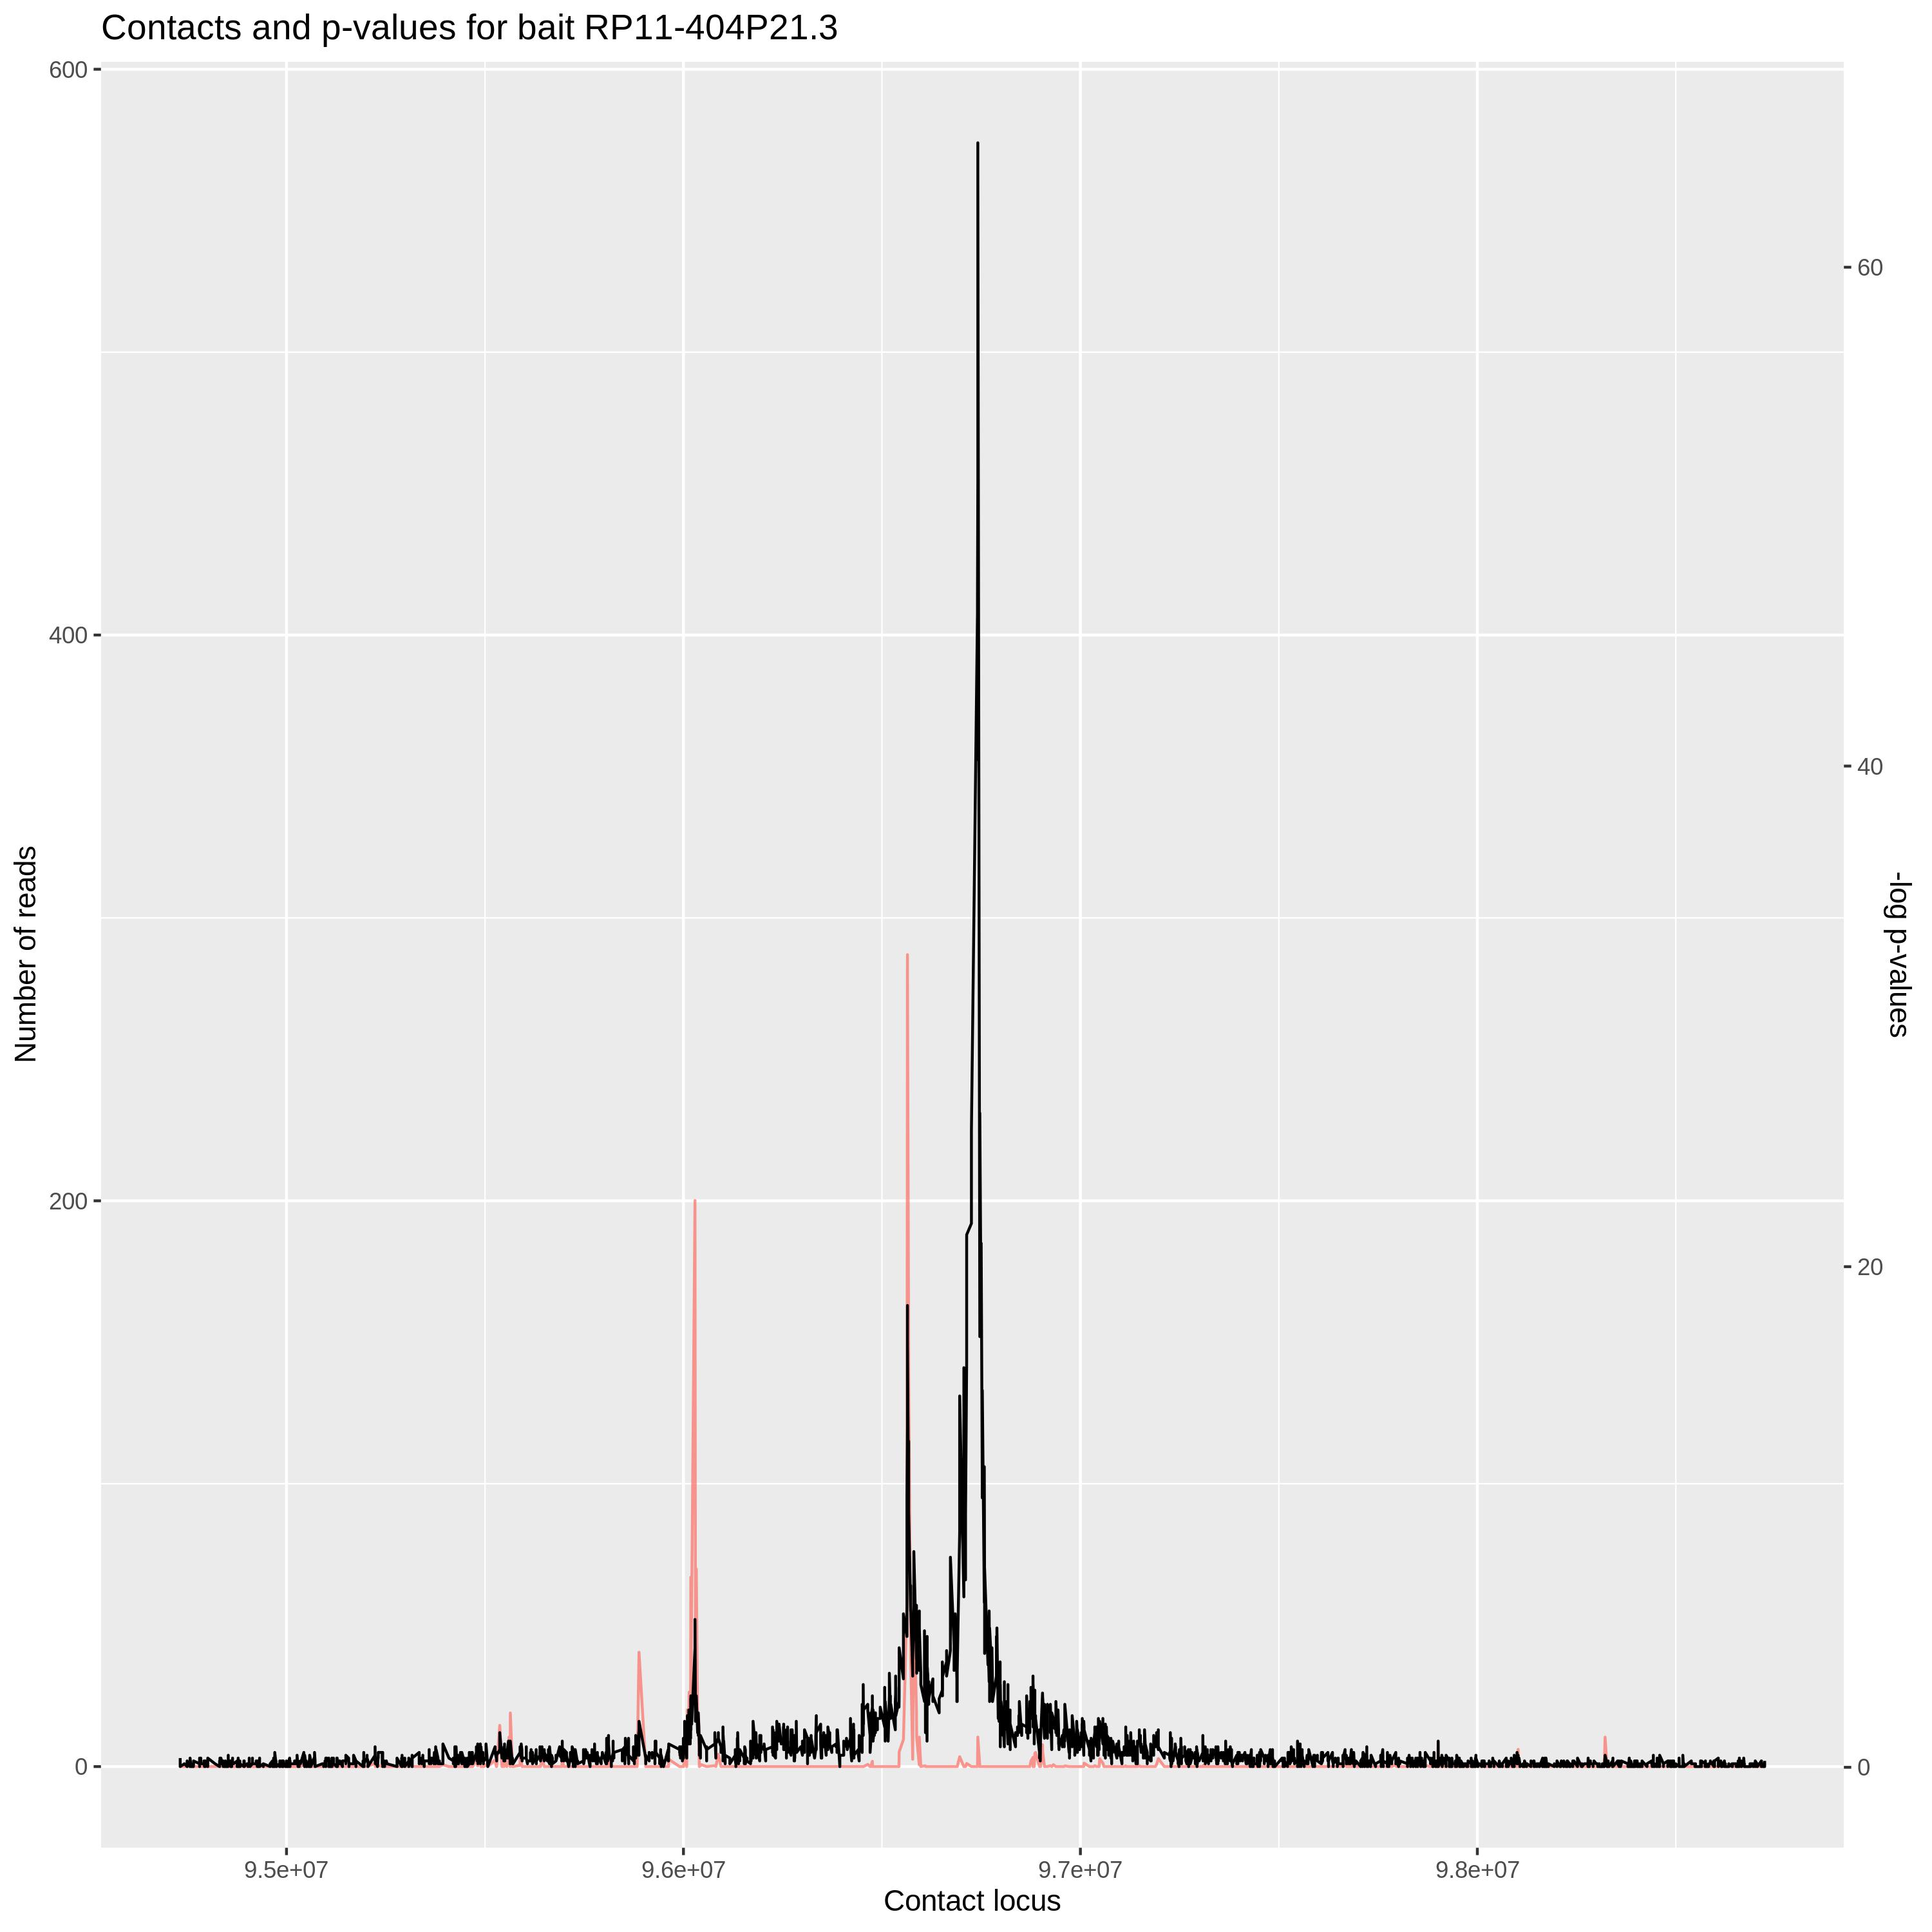 Contacts and p-values for bait RP11-404P21.3
600
400
200
0
Number of reads
60
40
20
0
-log p-values
9.5e+07
9.6e+07
9.7e+07
9.8e+07
Contact locus